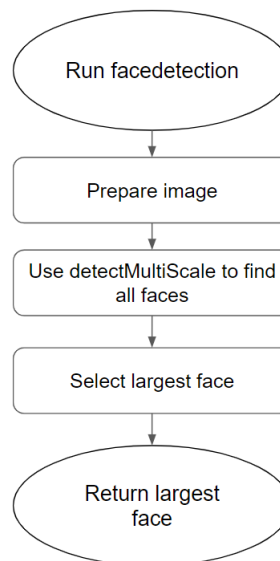 Run facedetection
Prepare image
Use detectMultiScale to find
all faces
Select largest face
Return largest
face